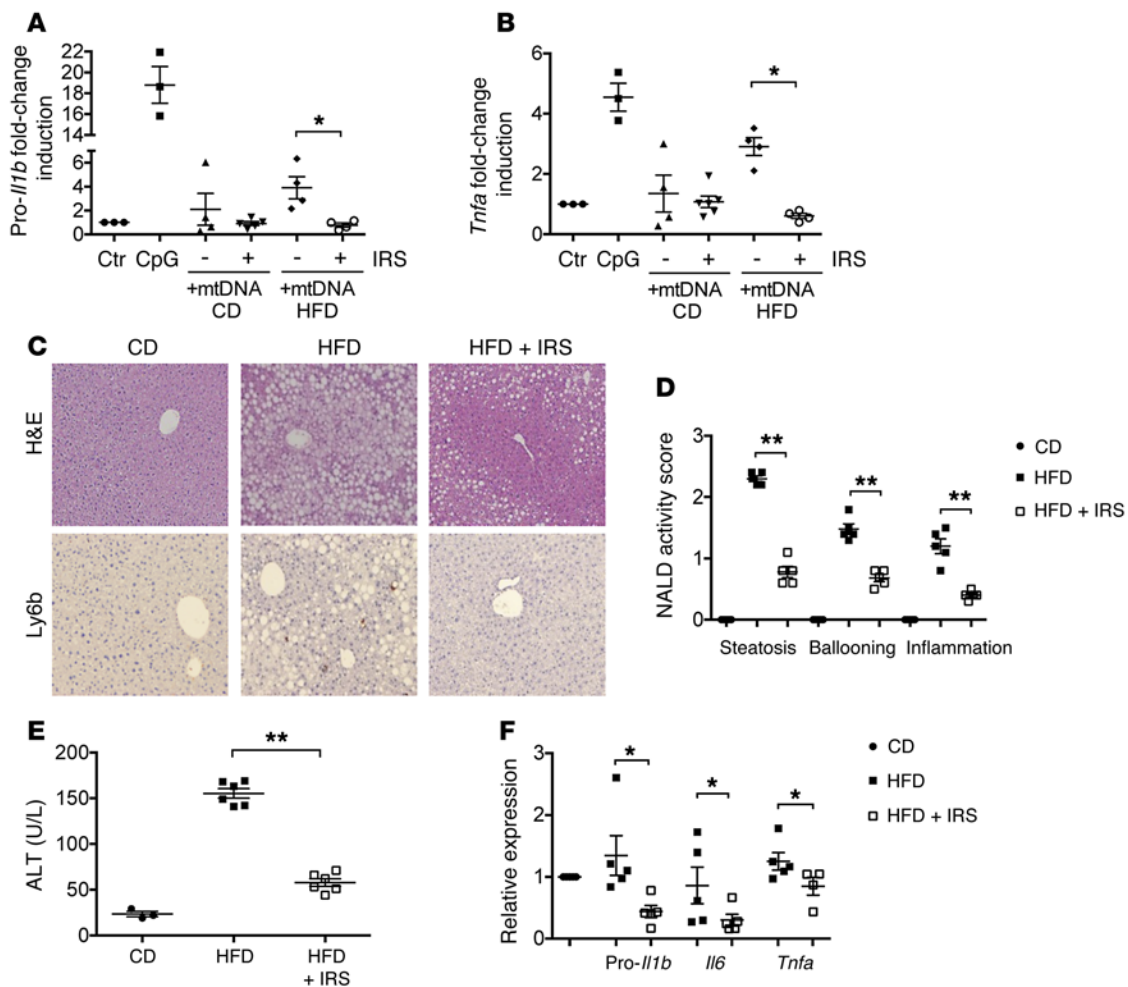 A
Pro-Il1b fold-change
induction
22
20
18
16
14
12
10
6
4
2
0
Ctr CpG - + - + IRS
+mtDNA +mtDNA
CD HFD
*
B
Tnfa fold-change
induction
6
4
2
0
Ctr CpG - + - + IRS
+mtDNA +mtDNA
CD HFD
*
C
CD HFD HFD + IRS
H&E
Ly6b
D
NALD activity score
3
2
1
0
** ** **
Steatosis Ballooning Inflammation
CD
HFD
HFD + IRS
E
ALT (U/L)
200
150
100
50
0
**
CD HFD HFD
+ IRS
F
Relative expression
3
2
1
0
* * *
Pro-Il1b Il6 Tnfa
CD
HFD
HFD + IRS